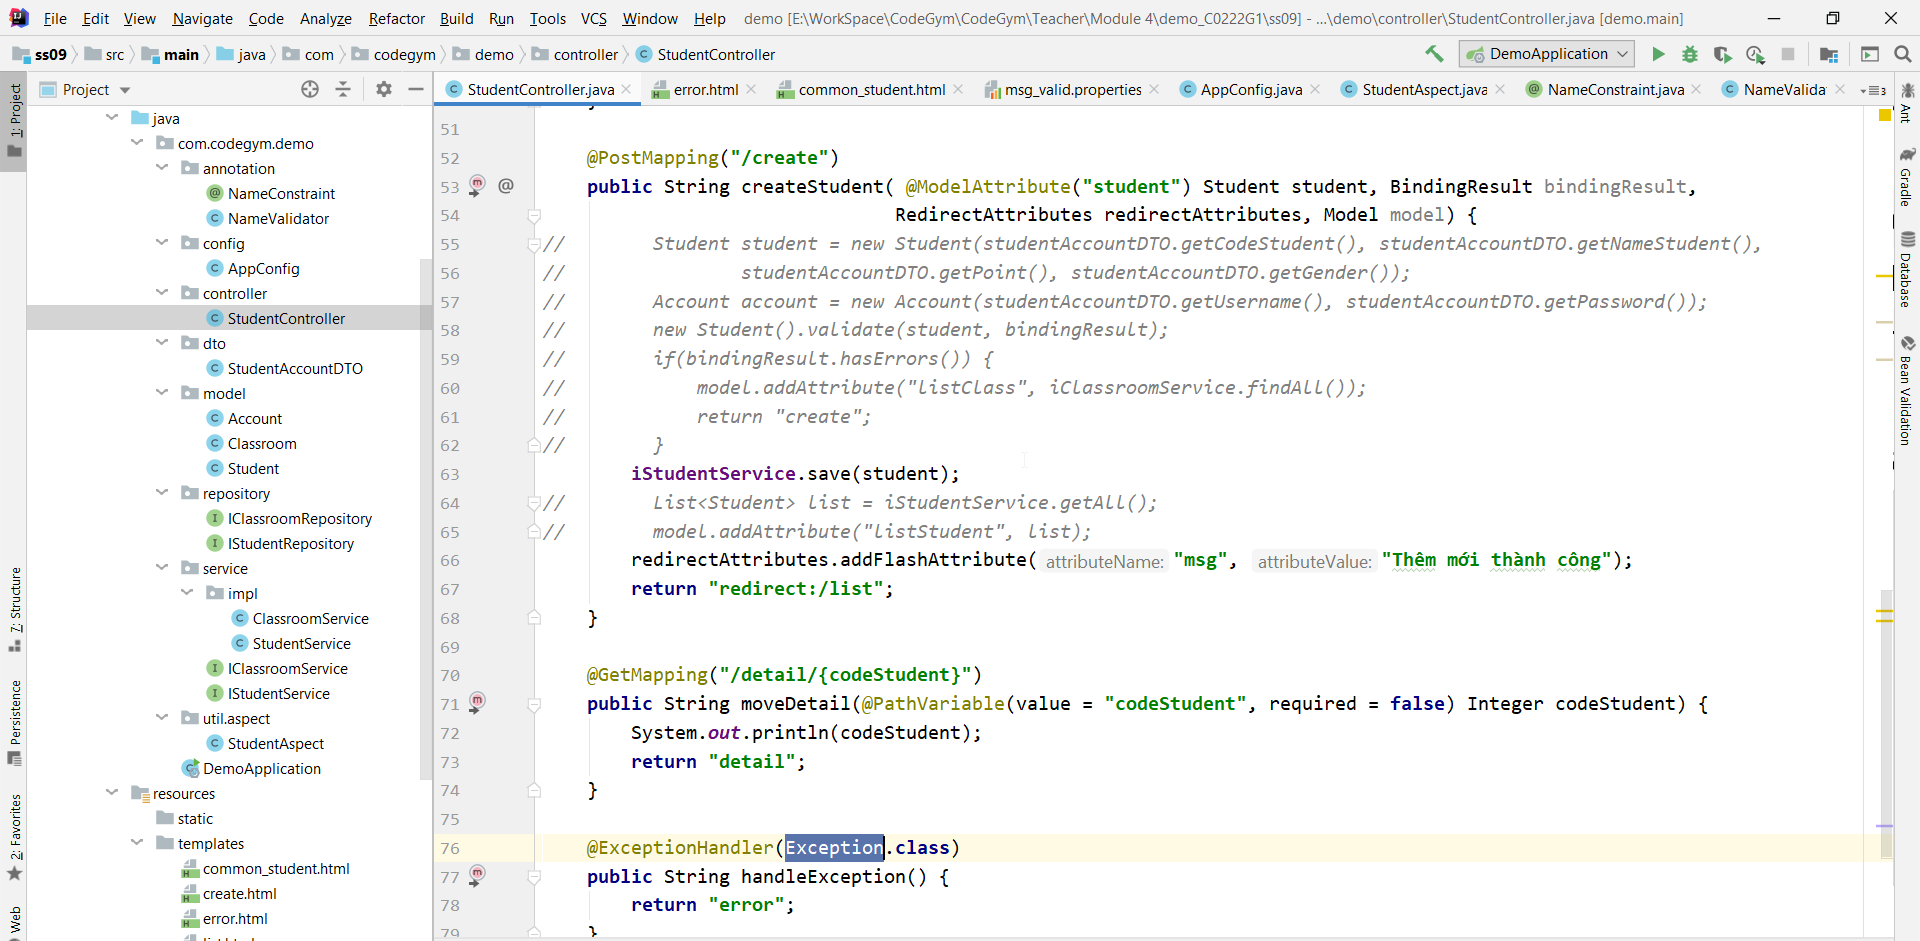 File Edit View Navigate Code Analyze Refactor Build Run Tools VCS Window Help demo [E:\WorkSpace\CodeGym\CodeGym\Teacher\Module 4\demo_C0222G1\ss09] - ...\demo\controller\StudentController.java [demo.main]
ss09 src main java com codegym demo controller StudentController DemoApplication
Project
StudentController.java error.html common_student.html msg_valid.properties AppConfig.java StudentAspect.java NameConstraint.java NameValida 3
1: Project
7: Structure
Persistence
2: Favorites
Web
java
com.codegym.demo
annotation
NameConstraint
NameValidator
config
AppConfig
controller
StudentController
dto
StudentAccountDTO
model
Account
Classroom
Student
repository
IClassroomRepository
IStudentRepository
service
impl
ClassroomService
StudentService
IClassroomService
IStudentService
util.aspect
StudentAspect
DemoApplication
resources
static
templates
common_student.html
create.html
error.html
51
52 @PostMapping("/create")
53 public String createStudent( @ModelAttribute("student") Student student, BindingResult bindingResult,
54 RedirectAttributes redirectAttributes, Model model) {
55 // Student student = new Student(studentAccountDTO.getCodeStudent(), studentAccountDTO.getNameStudent(),
56 // studentAccountDTO.getPoint(), studentAccountDTO.getGender());
57 // Account account = new Account(studentAccountDTO.getUsername(), studentAccountDTO.getPassword());
58 // new Student().validate(student, bindingResult);
59 // if(bindingResult.hasErrors()) {
60 // model.addAttribute("listClass", iClassroomService.findAll());
61 // return "create";
62 // }
63 iStudentService.save(student);
64 // List<Student> list = iStudentService.getAll();
65 // model.addAttribute("listStudent", list);
66 redirectAttributes.addFlashAttribute( attributeName: "msg", attributeValue: "Thêm mới thành công");
67 return "redirect:/list";
68 }
69
70 @GetMapping("/detail/{codeStudent}")
71 public String moveDetail(@PathVariable(value = "codeStudent", required = false) Integer codeStudent) {
72 System.out.println(codeStudent);
73 return "detail";
74 }
75
76 @ExceptionHandler(Exception.class)
77 public String handleException() {
78 return "error";
79 }
Ant
Gradle
Database
Bean Validation